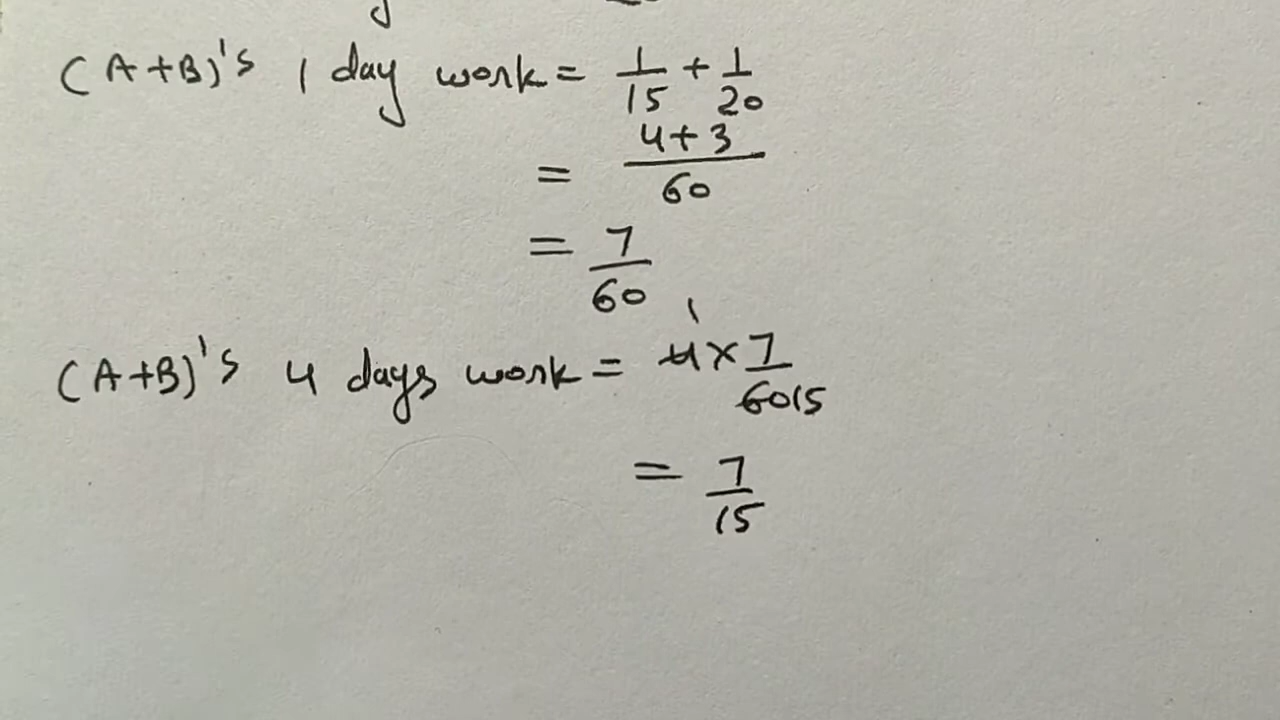 (A+B)'s 1 day work = 1/15 + 1/20
= 4+3/60
= 7/60
(A+B)'s 4 days work = 4 1 × 7/60 15
= 7/15